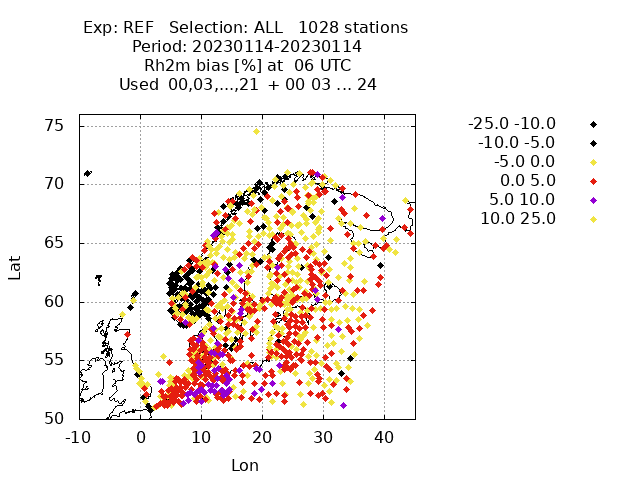 Exp: REF Selection: ALL 1028 stations
Period: 20230114-20230114
Rh2m bias [%] at 06 UTC
Used 00,03,...,21 + 00 03 ... 24
-25.0 -10.0
-10.0 -5.0
-5.0 0.0
0.0 5.0
5.0 10.0
10.0 25.0
75
70
65
60
55
50
Lat
-10 0 10 20 30 40
Lon